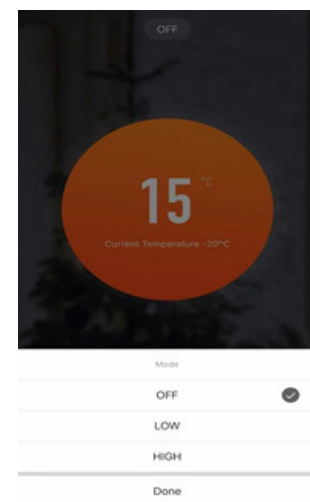 OFF
15 °C
Current Temperature -20°C
Mode
OFF
LOW
HIGH
Done